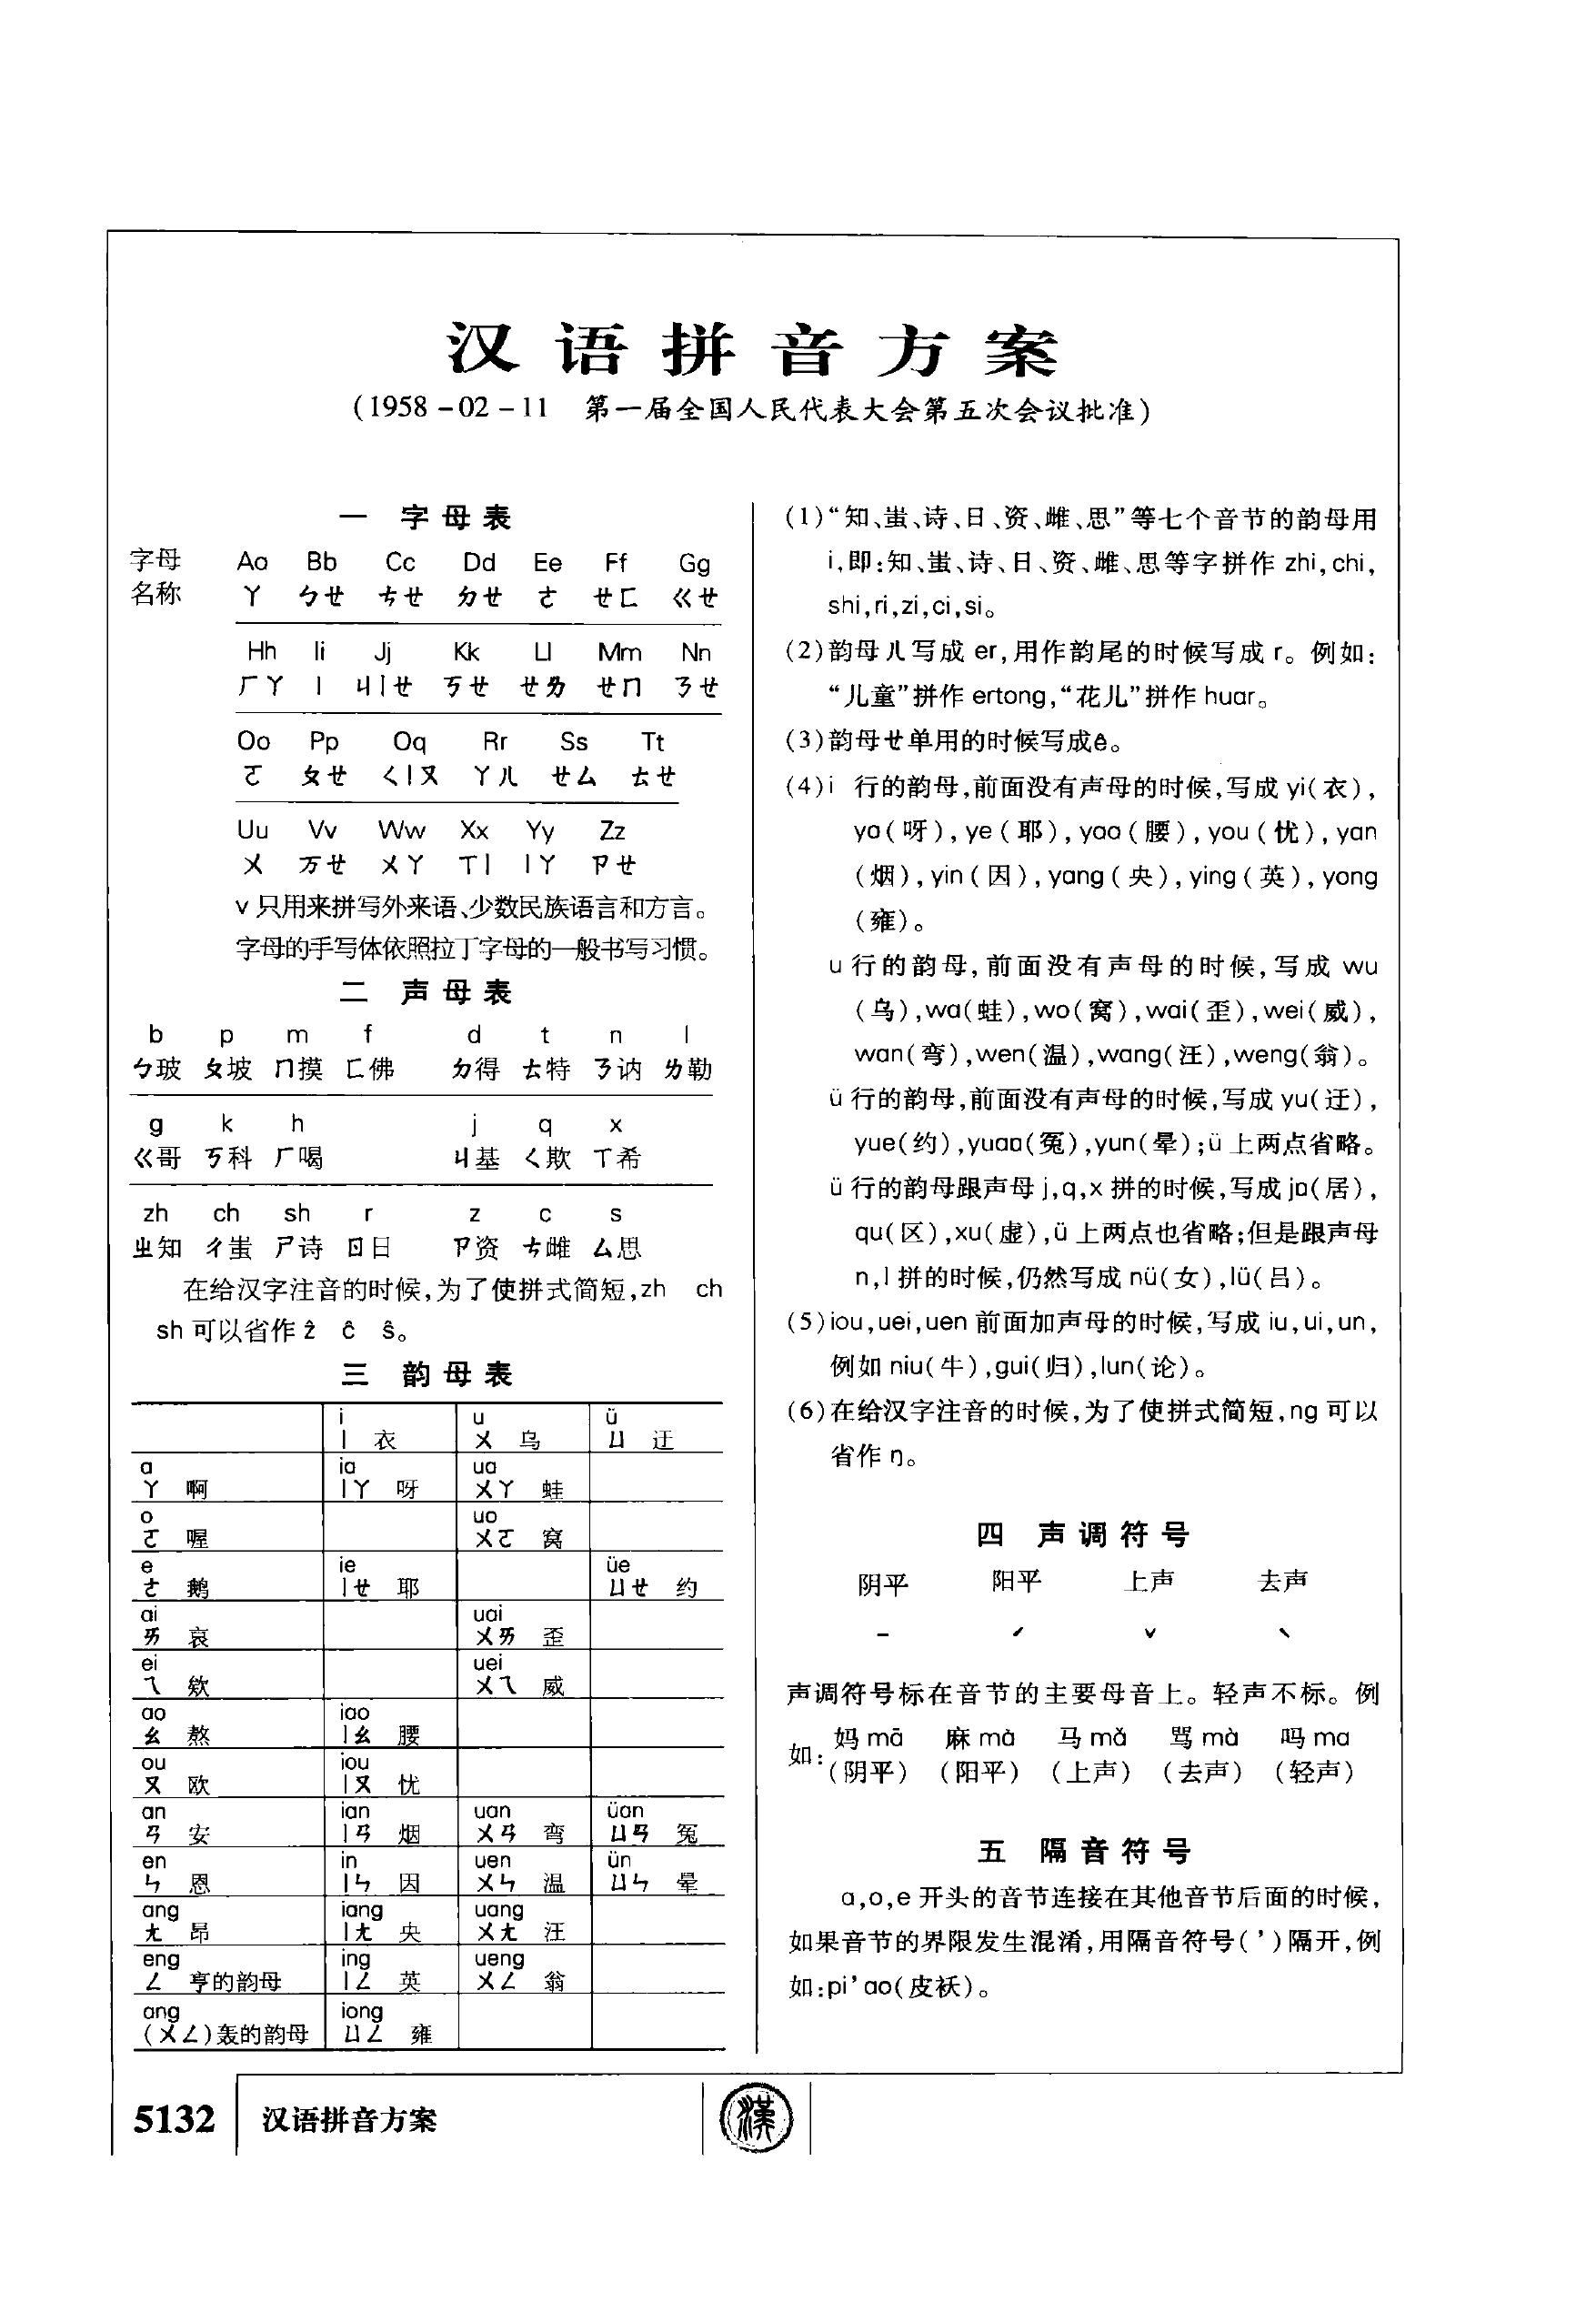 汉语拼音方案
(1958-02-11 第一届全国人民代表大会第五次会议批准)
一 字母表
字母 Aa Bb Cc Dd Ee Ff Gg
名称 ㄚ ㄅㄝ ㄘㄝ ㄉㄝ ㄜ ㄝㄈ ㄍㄝ
Hh Ii Jj Kk Ll Mm Nn
ㄏㄚ ㄧ ㄐㄧㄝ ㄎㄝ ㄝㄌ ㄝㄇ ㄋㄝ
Oo Pp Qq Rr Ss Tt
ㄛ ㄆㄝ ㄑㄧㄡ ㄚㄦ ㄝㄙ ㄊㄝ
Uu Vv Ww Xx Yy Zz
ㄨ ㄪㄝ ㄨㄚ ㄒㄧ ㄧㄚ ㄗㄝ
v 只用来拼写外来语、少数民族语言和方言。
字母的手写体依照拉丁字母的一般书写习惯。
二 声母表
b p m f d t n l
ㄅ玻 ㄆ坡 ㄇ摸 ㄈ佛 ㄉ得 ㄊ特 ㄋ讷 ㄌ勒
g k h j q x
ㄍ哥 ㄎ科 ㄏ喝 ㄐ基 ㄑ欺 ㄒ希
zh ch sh r z c s
ㄓ知 ㄔ蚩 ㄕ诗 ㄖ日 ㄗ资 ㄘ雌 ㄙ思
在给汉字注音的时候,为了使拼式简短,zh ch
sh 可以省作 ẑ ĉ ŝ。
三 韵母表
i u ü
ㄧ 衣 ㄨ 乌 ㄩ 迂
a ia ua
ㄚ 啊 ㄧㄚ 呀 ㄨㄚ 蛙
o uo
ㄛ 喔 ㄨㄛ 窝
e ie üe
ㄜ 鹅 ㄧㄝ 耶 ㄩㄝ 约
ai uai
ㄞ 哀 ㄨㄞ 歪
ei uei
ㄟ 欸 ㄨㄟ 威
ao iao
ㄠ 熬 ㄧㄠ 腰
ou iou
ㄡ 欧 ㄧㄡ 忧
an ian uan üan
ㄢ 安 ㄧㄢ 烟 ㄨㄢ 弯 ㄩㄢ 冤
en in uen ün
ㄣ 恩 ㄧㄣ 因 ㄨㄣ 温 ㄩㄣ 晕
ang iang uang
ㄤ 昂 ㄧㄤ 央 ㄨㄤ 汪
eng ing ueng
ㄥ 亨的韵母 ㄧㄥ 英 ㄨㄥ 翁
ang iong
(ㄨㄥ)轰的韵母 ㄩㄥ 雍
(1)“知、蚩、诗、日、资、雌、思”等七个音节的韵母用
i,即:知、蚩、诗、日、资、雌、思等字拼作 zhi,chi,
shi,ri,zi,ci,si。
(2)韵母ㄦ写成 er,用作韵尾的时候写成 r。例如:
“儿童”拼作 ertong,“花儿”拼作 huar。
(3)韵母ㄝ单用的时候写成ê。
(4)i 行的韵母,前面没有声母的时候,写成 yi(衣),
ya(呀),ye(耶),yao(腰),you(忧),yan
(烟),yin(因),yang(央),ying(英),yong
(雍)。
u 行的韵母,前面没有声母的时候,写成 wu
(乌),wa(蛙),wo(窝),wai(歪),wei(威),
wan(弯),wen(温),wang(汪),weng(翁)。
ü 行的韵母,前面没有声母的时候,写成 yu(迂),
yue(约),yuaa(冤),yun(晕);ü 上两点省略。
ü 行的韵母跟声母 j,q,x 拼的时候,写成 ja(居),
qu(区),xu(虚),ü 上两点也省略;但是跟声母
n,l 拼的时候,仍然写成 nü(女),lü(吕)。
(5)iou,uei,uen 前面加声母的时候,写成 iu,ui,un,
例如 niu(牛),gui(归),lun(论)。
(6)在给汉字注音的时候,为了使拼式简短,ng 可以
省作 ŋ。
四 声调符号
阴平 阳平 上声 去声
ˉ ˊ ˇ ˋ
声调符号标在音节的主要母音上。轻声不标。例
如: 妈 mā 麻 má 马 mǎ 骂 mà 吗 ma
(阴平) (阳平) (上声) (去声) (轻声)
五 隔音符号
a,o,e 开头的音节连接在其他音节后面的时候,
如果音节的界限发生混淆,用隔音符号(’)隔开,例
如:pi’ao(皮袄)。
5132 汉语拼音方案
漢